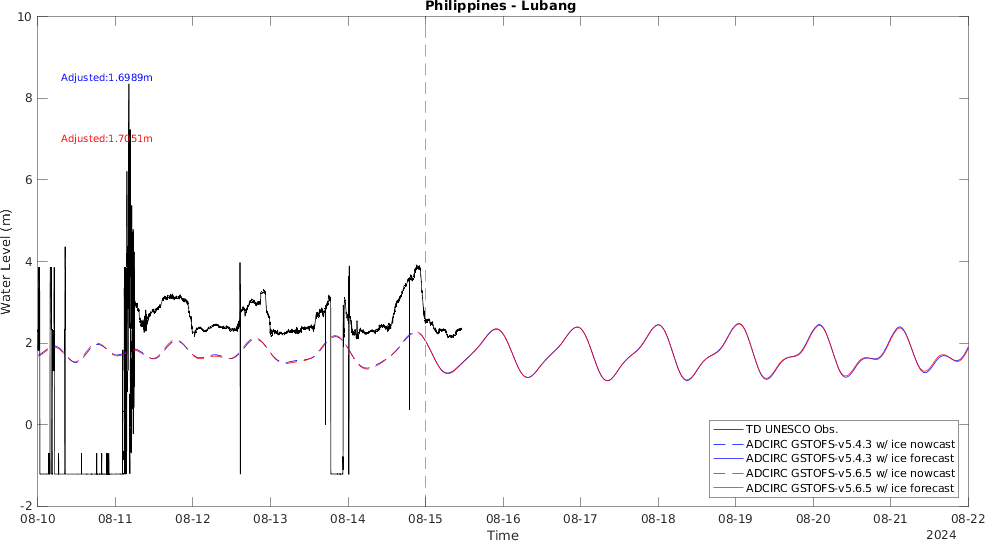 Philippines - Lubang
10
8
6
4
2
0
-2
Water Level (m)
Adjusted:1.6989m
Adjusted:1.7051m
TD UNESCO Obs.
ADCIRC GSTOFS-v5.4.3 w/ ice nowcast
ADCIRC GSTOFS-v5.4.3 w/ ice forecast
ADCIRC GSTOFS-v5.6.5 w/ ice nowcast
ADCIRC GSTOFS-v5.6.5 w/ ice forecast
08-10 08-11 08-12 08-13 08-14 08-15 08-16 08-17 08-18 08-19 08-20 08-21 08-22
Time
2024